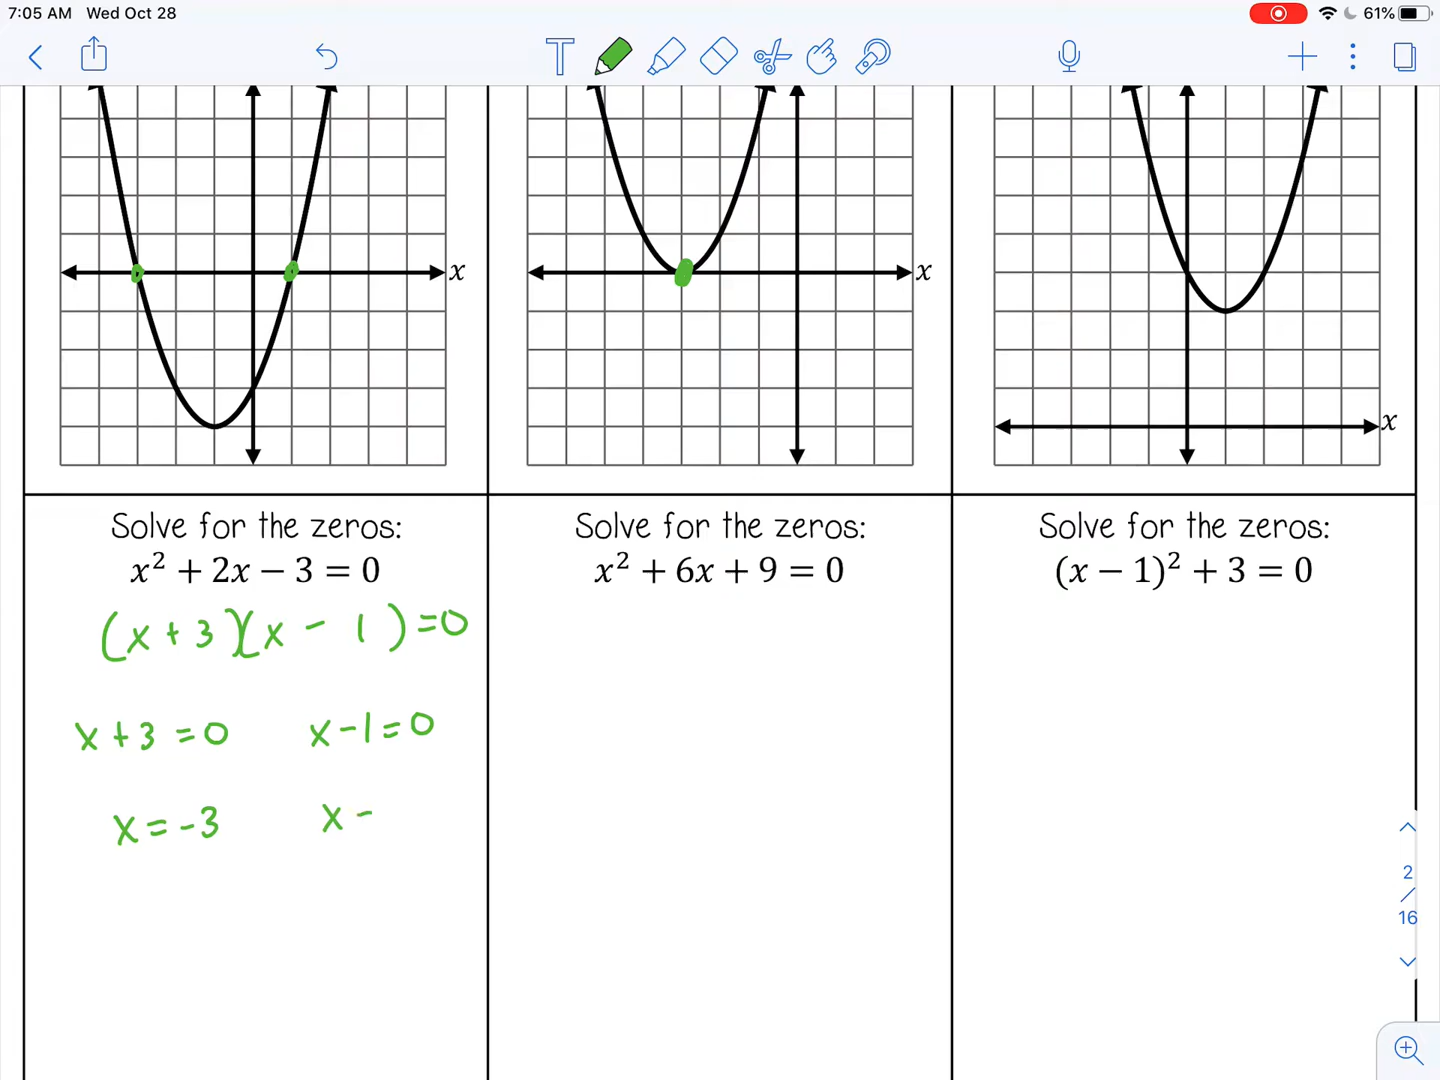 7:05 AM Wed Oct 28
61%
T
x
x
x
Solve for the zeros:
x² + 2x − 3 = 0
(x + 3)(x - 1) = 0
x + 3 = 0 x - 1 = 0
x = -3 x -
Solve for the zeros:
x² + 6x + 9 = 0
Solve for the zeros:
(x − 1)² + 3 = 0
2
/
16